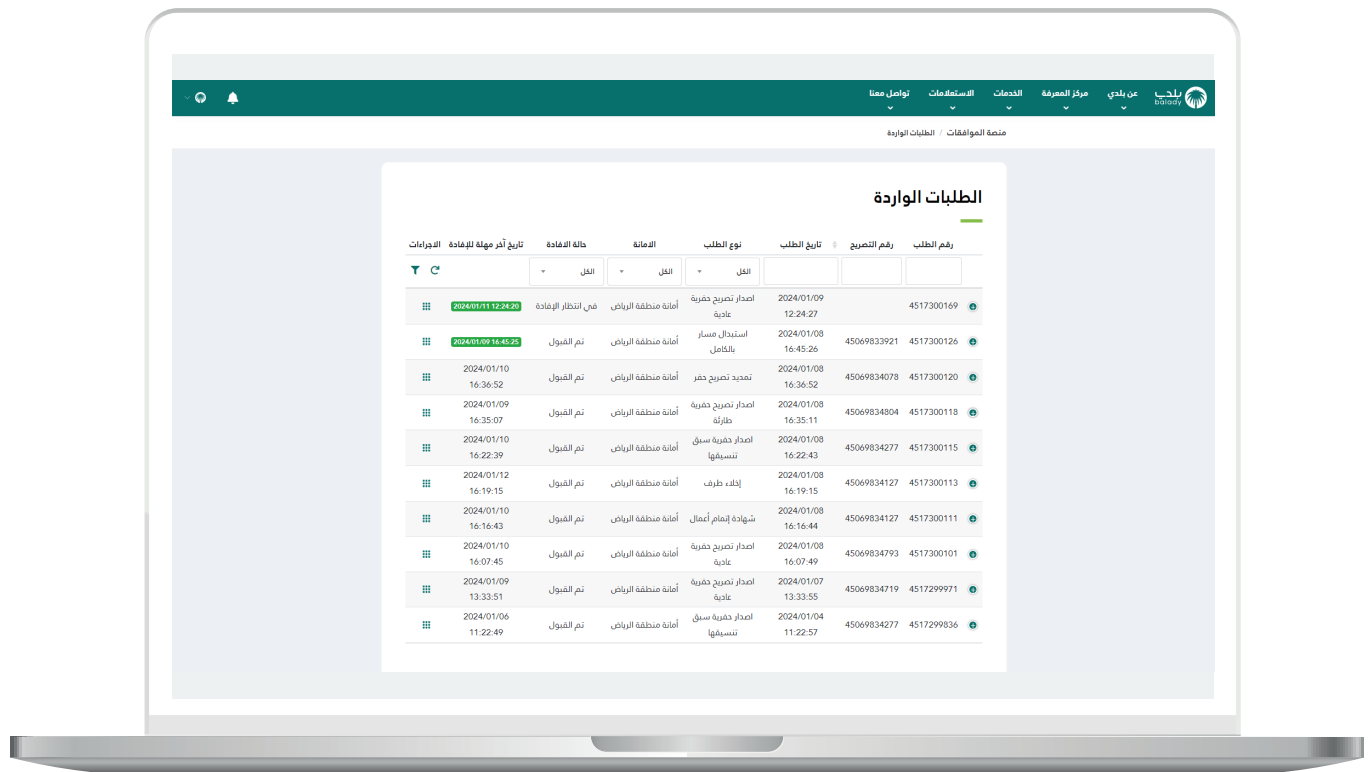 بلدي
balady
عن بلدي
مركز المعرفة
الخدمات
الاستعلامات
تواصل معنا
منصة الموافقات / الطلبات الواردة
الطلبات الواردة
رقم الطلب رقم التصريح تاريخ الطلب نوع الطلب الامانة حالة الافادة تاريخ آخر مهلة للإفادة الاجراءات
الكل الكل الكل
4517300169 2024/01/09 12:24:27 اصدار تصريح حفرية عادية أمانة منطقة الرياض في انتظار الإفادة 2024/01/11 12:24:20
4517300126 45069833921 2024/01/08 16:45:26 استبدال مسار بالكامل أمانة منطقة الرياض تم القبول 2024/01/09 16:45:25
4517300120 45069834078 2024/01/08 16:36:52 تمديد تصريح حفر أمانة منطقة الرياض تم القبول 2024/01/10 16:36:52
4517300118 45069834804 2024/01/08 16:35:11 اصدار تصريح حفرية طارئة أمانة منطقة الرياض تم القبول 2024/01/09 16:35:07
4517300115 45069834277 2024/01/08 16:22:43 اصدار حفرية سبق تنسيقها أمانة منطقة الرياض تم القبول 2024/01/10 16:22:39
4517300113 45069834127 2024/01/08 16:19:15 إخلاء طرف أمانة منطقة الرياض تم القبول 2024/01/12 16:19:15
4517300111 45069834127 2024/01/08 16:16:44 شهادة إتمام أعمال أمانة منطقة الرياض تم القبول 2024/01/10 16:16:43
4517300101 45069834793 2024/01/08 16:07:49 اصدار تصريح حفرية عادية أمانة منطقة الرياض تم القبول 2024/01/10 16:07:45
4517299971 45069834719 2024/01/07 13:33:55 اصدار تصريح حفرية عادية أمانة منطقة الرياض تم القبول 2024/01/09 13:33:51
4517299836 45069834277 2024/01/04 11:22:57 اصدار حفرية سبق تنسيقها أمانة منطقة الرياض تم القبول 2024/01/06 11:22:49